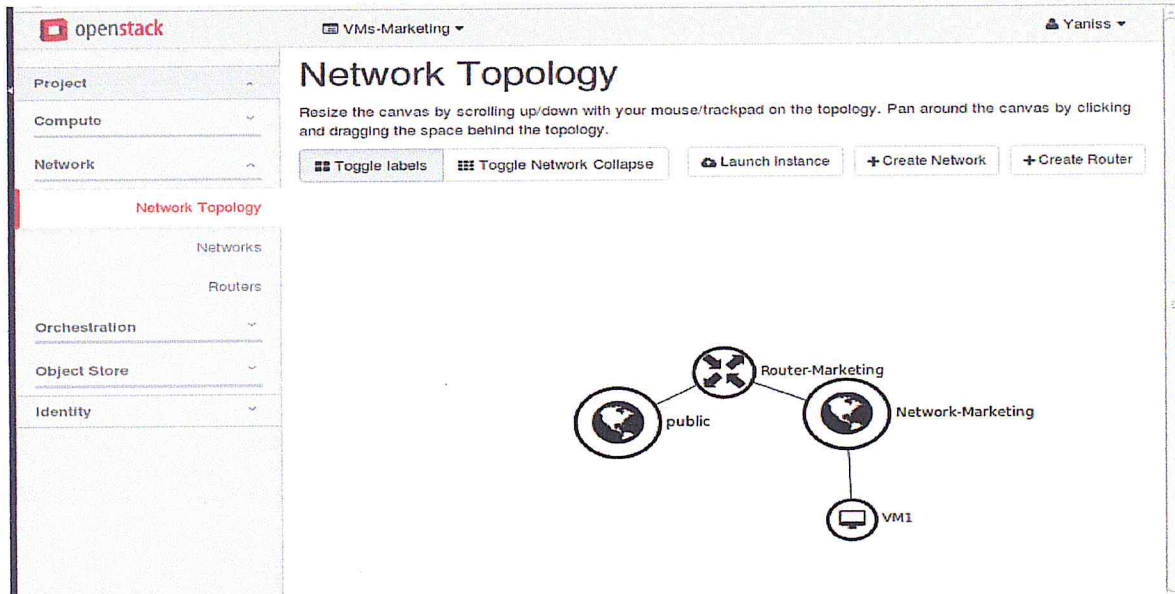 openstack
VMs-Marketing
Yaniss
Project
Compute
Network
Network Topology
Networks
Routers
Orchestration
Object Store
Identity
Network Topology
Resize the canvas by scrolling up/down with your mouse/trackpad on the topology. Pan around the canvas by clicking
and dragging the space behind the topology.
Toggle labels
Toggle Network Collapse
Launch Instance
+Create Network
+Create Router
Router-Marketing
public
Network-Marketing
VM1